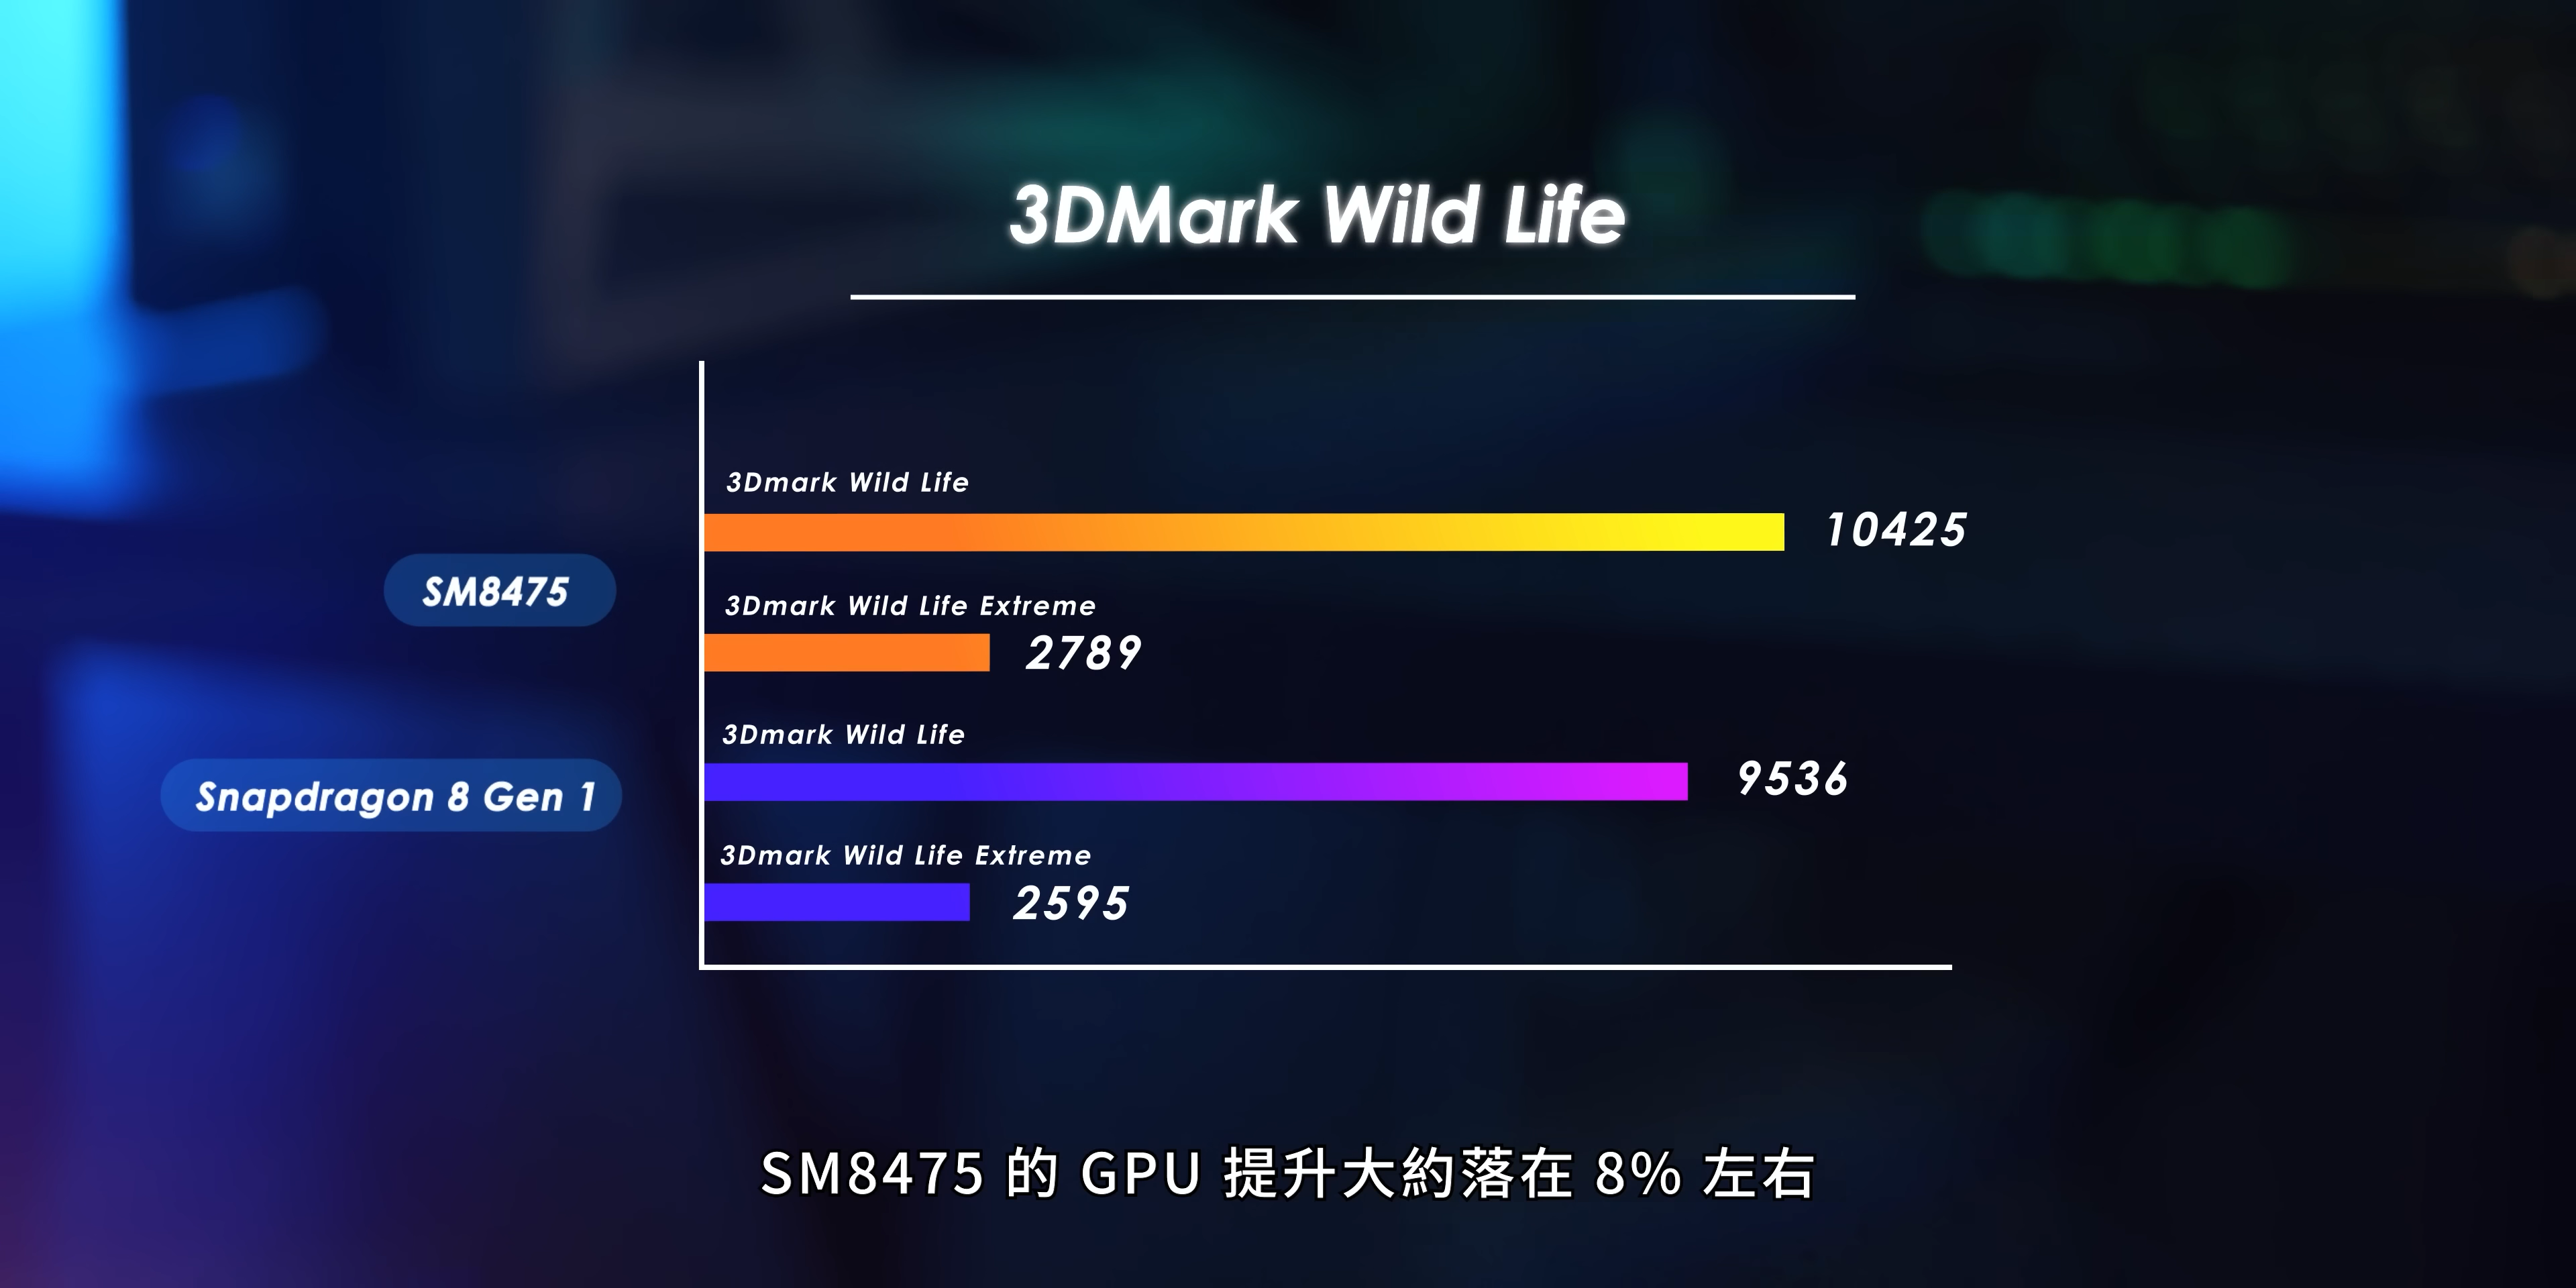 3DMark Wild Life
3Dmark Wild Life
10425
SM8475
3Dmark Wild Life Extreme
2789
3Dmark Wild Life
9536
Snapdragon 8 Gen 1
3Dmark Wild Life Extreme
2595
SM8475 的 GPU 提升大約落在 8% 左右